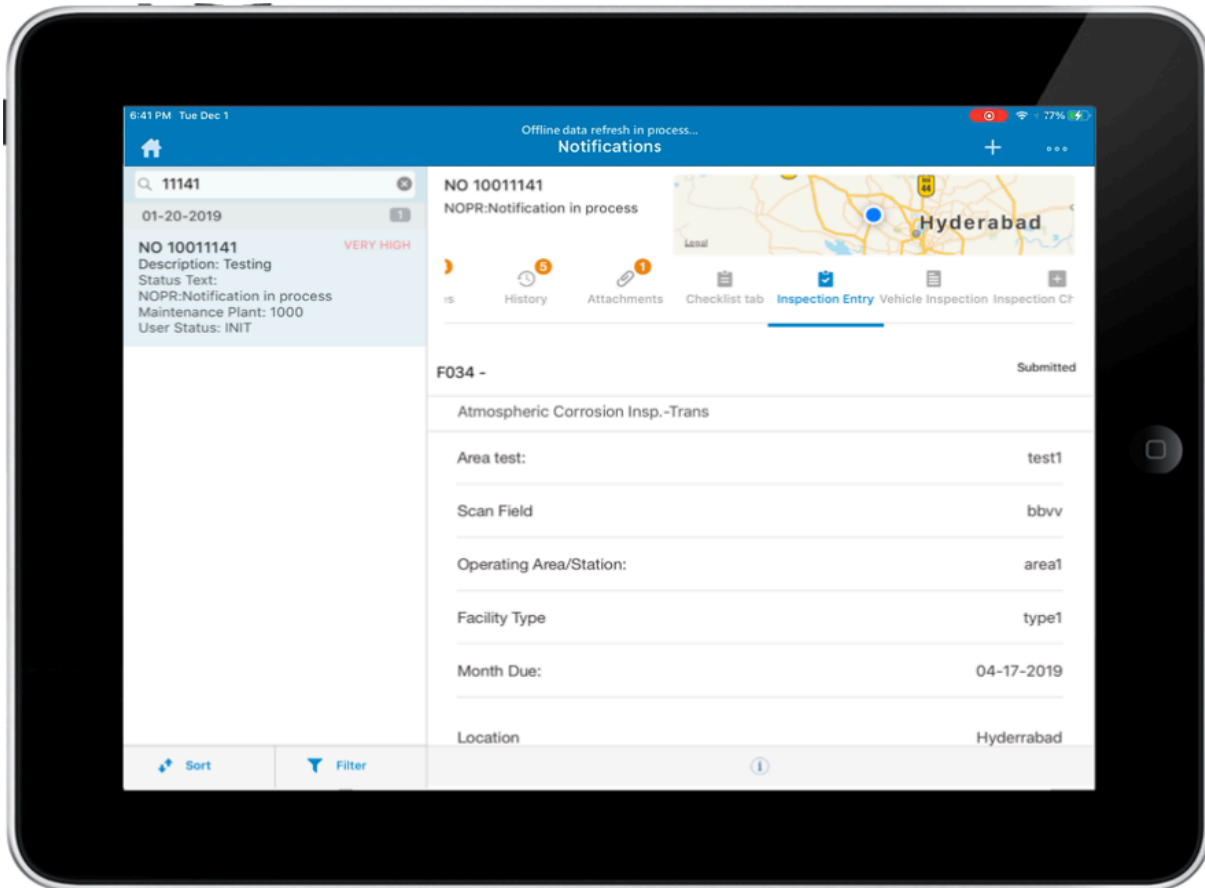 6:41 PM Tue Dec 1
77%
Offline data refresh in process...
Notifications
11141
01-20-2019
1
NO 10011141
VERY HIGH
Description: Testing
Status Text:
NOPR:Notification in process
Maintenance Plant: 1000
User Status: INIT
Sort
Filter
NO 10011141
NOPR:Notification in process
44
Hyderabad
Legal
es
5
History
1
Attachments
Checklist tab
Inspection Entry
Vehicle Inspection
Inspection Ch
F034 -
Submitted
Atmospheric Corrosion Insp.-Trans
Area test:
test1
Scan Field
bbvv
Operating Area/Station:
area1
Facility Type
type1
Month Due:
04-17-2019
Location
Hyderrabad